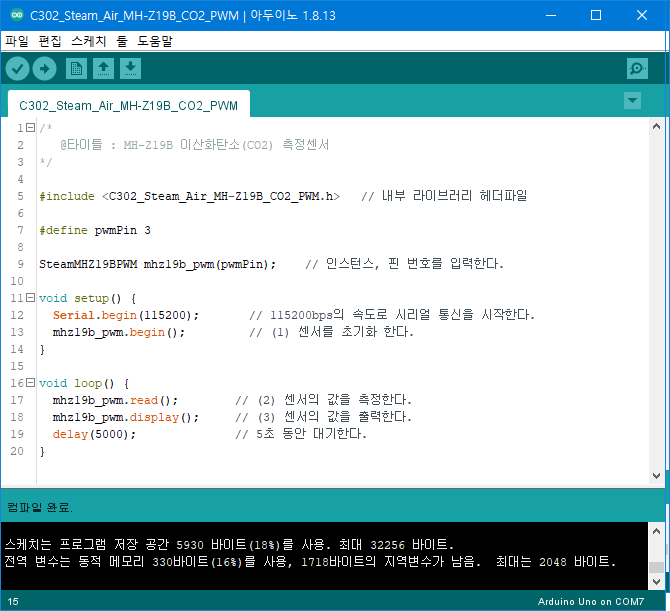 C302_Steam_Air_MH-Z19B_CO2_PWM | 아두이노 1.8.13
파일 편집 스케치 툴 도움말
C302_Steam_Air_MH-Z19B_CO2_PWM
1 /*
2 @타이틀 : MH-Z19B 이산화탄소(CO2) 측정센서
3 */
4
5 #include <C302_Steam_Air_MH-Z19B_CO2_PWM.h> // 내부 라이브러리 헤더파일
6
7 #define pwmPin 3
8
9 SteamMHZ19BPWM mhz19b_pwm(pwmPin); // 인스턴스, 핀 번호를 입력한다.
10
11 void setup() {
12 Serial.begin(115200); // 115200bps의 속도로 시리얼 통신을 시작한다.
13 mhz19b_pwm.begin(); // (1) 센서를 초기화 한다.
14 }
15
16 void loop() {
17 mhz19b_pwm.read(); // (2) 센서의 값을 측정한다.
18 mhz19b_pwm.display(); // (3) 센서의 값을 출력한다.
19 delay(5000); // 5초 동안 대기한다.
20 }
컴파일 완료.
스케치는 프로그램 저장 공간 5930 바이트(18%)를 사용. 최대 32256 바이트.
전역 변수는 동적 메모리 330바이트(16%)를 사용, 1718바이트의 지역변수가 남음. 최대는 2048 바이트.
15 Arduino Uno on COM7